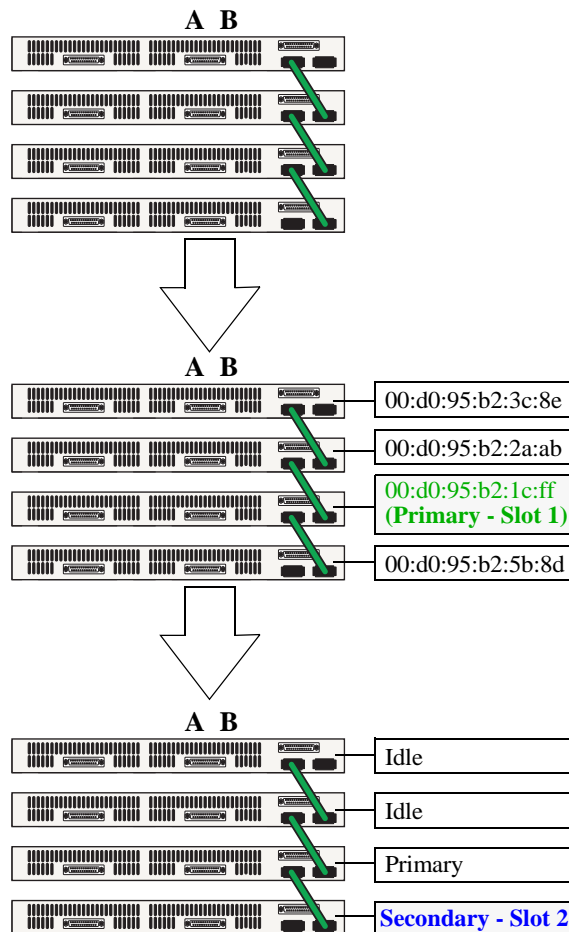 A B
A B
00:d0:95:b2:3c:8e
00:d0:95:b2:2a:ab
00:d0:95:b2:1c:ff
(Primary - Slot 1)
00:d0:95:b2:5b:8d
A B
Idle
Idle
Primary
Secondary - Slot 2